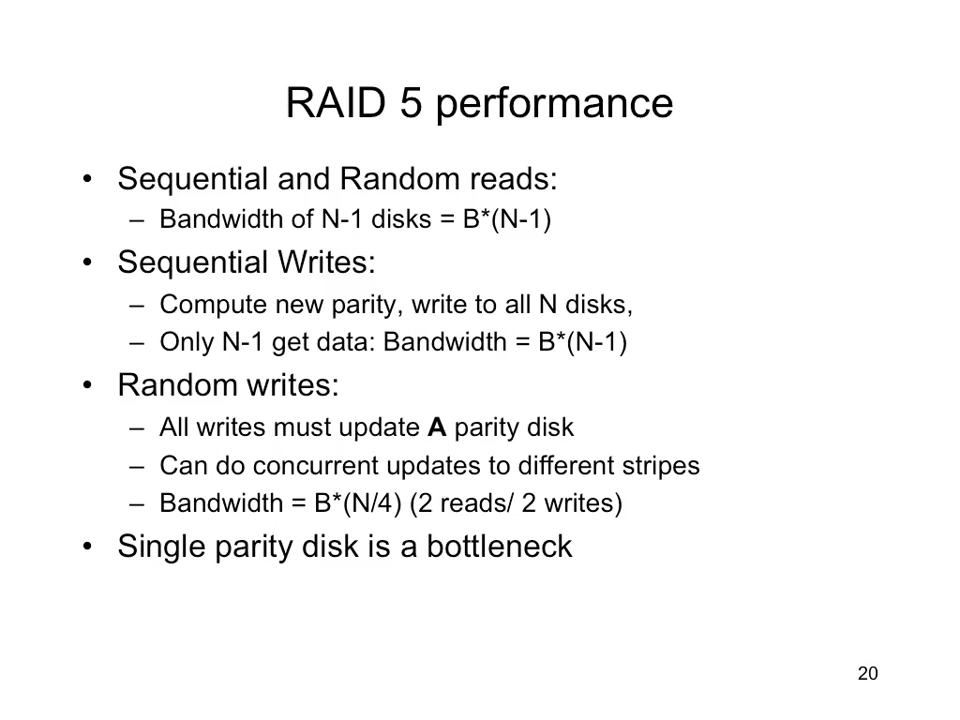 RAID 5 performance
• Sequential and Random reads:
– Bandwidth of N-1 disks = B*(N-1)
• Sequential Writes:
– Compute new parity, write to all N disks,
– Only N-1 get data: Bandwidth = B*(N-1)
• Random writes:
– All writes must update A parity disk
– Can do concurrent updates to different stripes
– Bandwidth = B*(N/4) (2 reads/ 2 writes)
• Single parity disk is a bottleneck
20